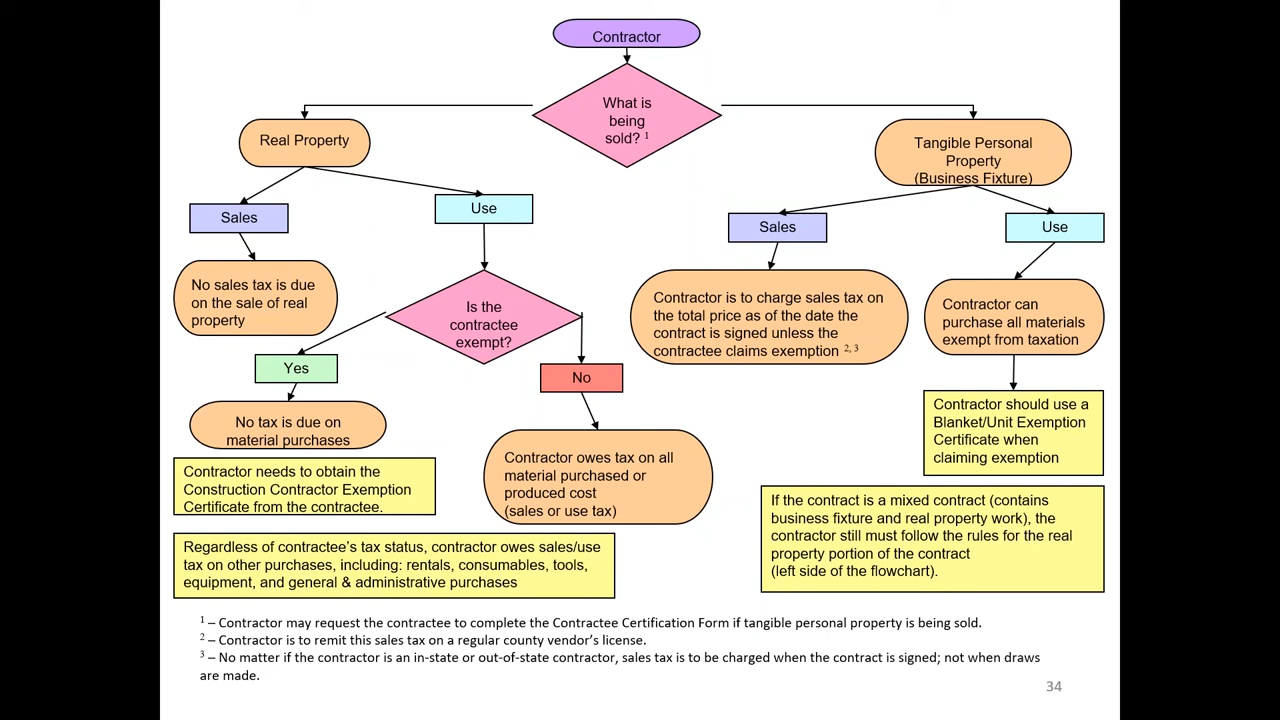 Contractor
What is
being
sold? 1
Real Property
Tangible Personal
Property
(Business Fixture)
Sales
Use
Sales
Use
No sales tax is due
on the sale of real
property
Is the
contractee
exempt?
Contractor is to charge sales tax on
the total price as of the date the
contract is signed unless the
contractee claims exemption 2, 3
Contractor can
purchase all materials
exempt from taxation
Yes
No
No tax is due on
material purchases
Contractor should use a
Blanket/Unit Exemption
Certificate when
claiming exemption
Contractor needs to obtain the
Construction Contractor Exemption
Certificate from the contractee.
Contractor owes tax on all
material purchased or
produced cost
(sales or use tax)
If the contract is a mixed contract (contains
business fixture and real property work), the
contractor still must follow the rules for the real
property portion of the contract
(left side of the flowchart).
Regardless of contractee's tax status, contractor owes sales/use
tax on other purchases, including: rentals, consumables, tools,
equipment, and general & administrative purchases
1 – Contractor may request the contractee to complete the Contractee Certification Form if tangible personal property is being sold.
2 – Contractor is to remit this sales tax on a regular county vendor's license.
3 – No matter if the contractor is an in-state or out-of-state contractor, sales tax is to be charged when the contract is signed; not when draws
are made.
34